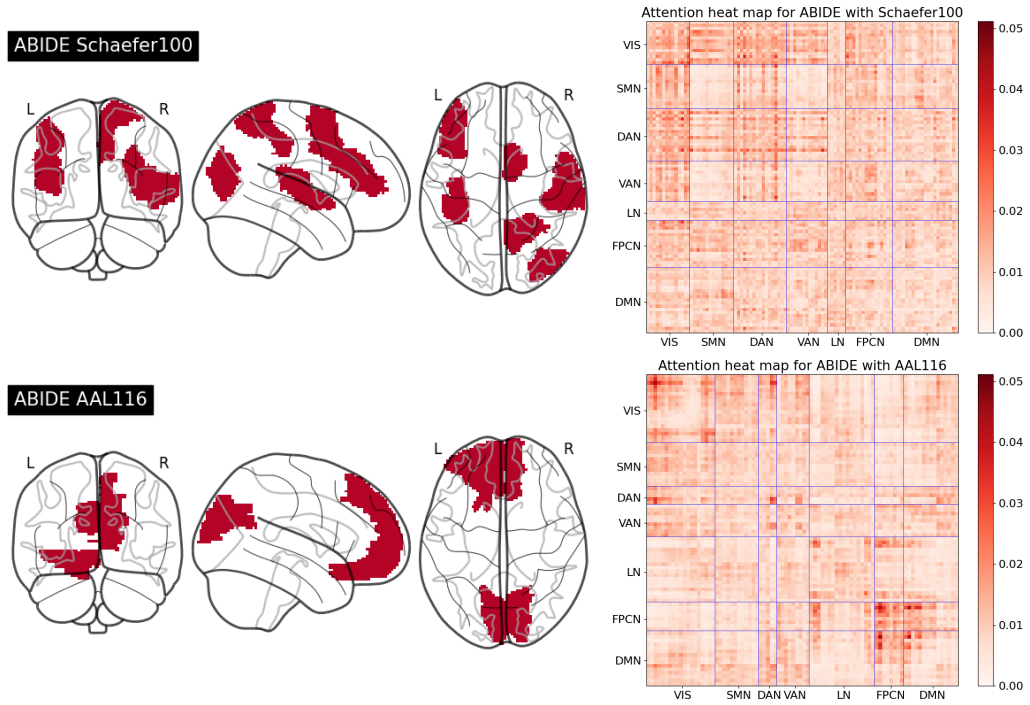 ABIDE Schaefer100
L R
L R
Attention heat map for ABIDE with Schaefer100
VIS
SMN
DAN
VAN
LN
FPCN
DMN
VIS SMN DAN VAN LN FPCN DMN
0.05
0.04
0.03
0.02
0.01
0.00
ABIDE AAL116
L R
L R
Attention heat map for ABIDE with AAL116
VIS
SMN
DAN
VAN
LN
FPCN
DMN
VIS SMN DAN VAN LN FPCN DMN
0.05
0.04
0.03
0.02
0.01
0.00